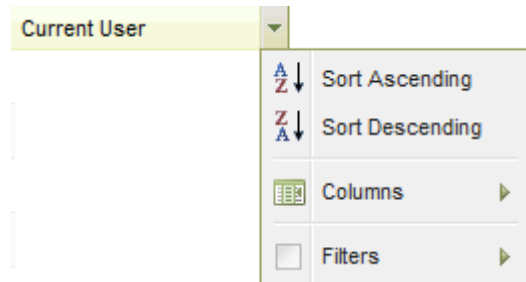 Current User
Sort Ascending
Sort Descending
Columns
Filters